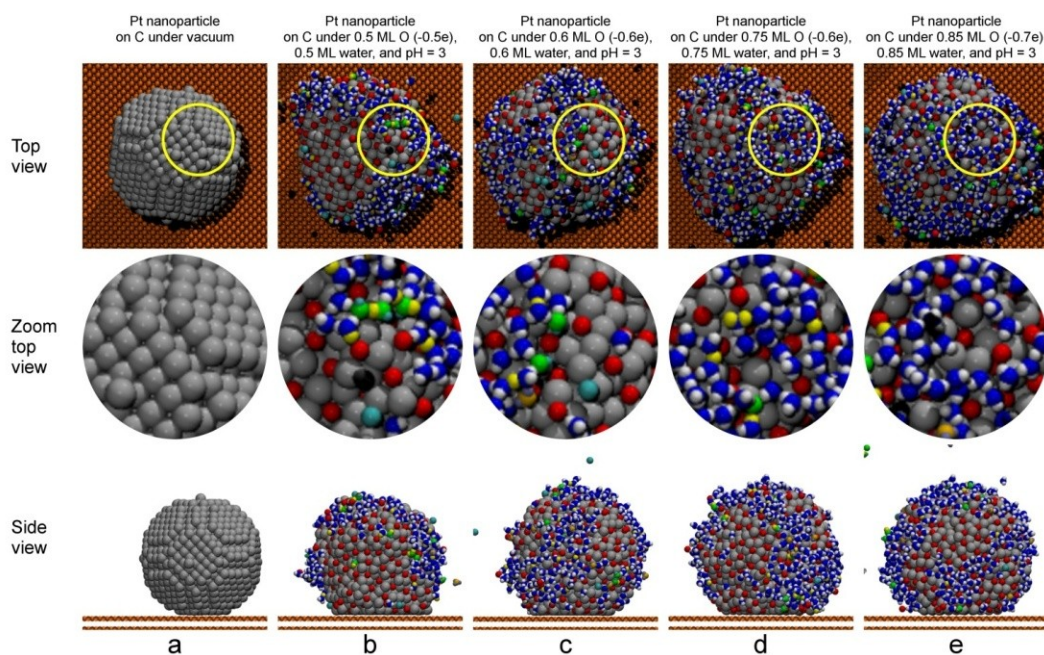 Pt nanoparticle
on C under vacuum
Pt nanoparticle
on C under 0.5 ML O (-0.5e),
0.5 ML water, and pH = 3
Pt nanoparticle
on C under 0.6 ML O (-0.6e),
0.6 ML water, and pH = 3
Pt nanoparticle
on C under 0.75 ML O (-0.6e),
0.75 ML water, and pH = 3
Pt nanoparticle
on C under 0.85 ML O (-0.7e)
0.85 ML water, and pH = 3
Top
view
Zoom
top
view
Side
view
a
b
c
d
e